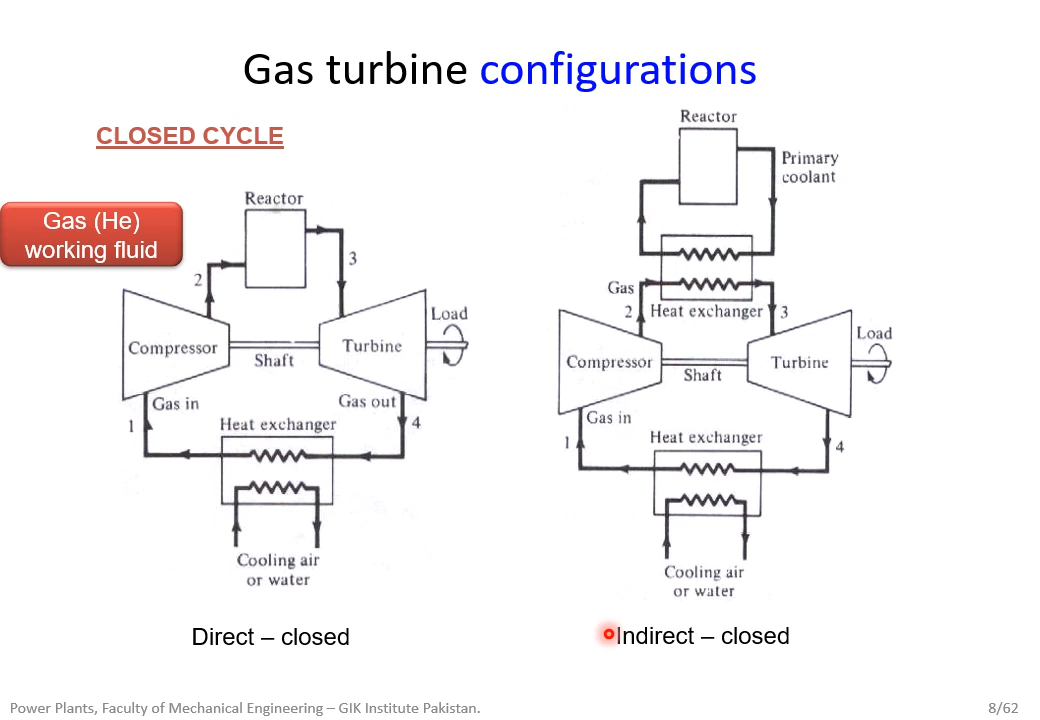 Gas turbine configurations
CLOSED CYCLE
Gas (He)
working fluid
Reactor
2
3
Compressor
Shaft
Turbine
Load
Gas in
Gas out
1
4
Heat exchanger
Cooling air
or water
Direct – closed
Reactor
Primary
coolant
Gas
2
Heat exchanger
3
Compressor
Shaft
Turbine
Load
Gas in
1
4
Heat exchanger
Cooling air
or water
Indirect – closed
Power Plants, Faculty of Mechanical Engineering – GIK Institute Pakistan.
8/62